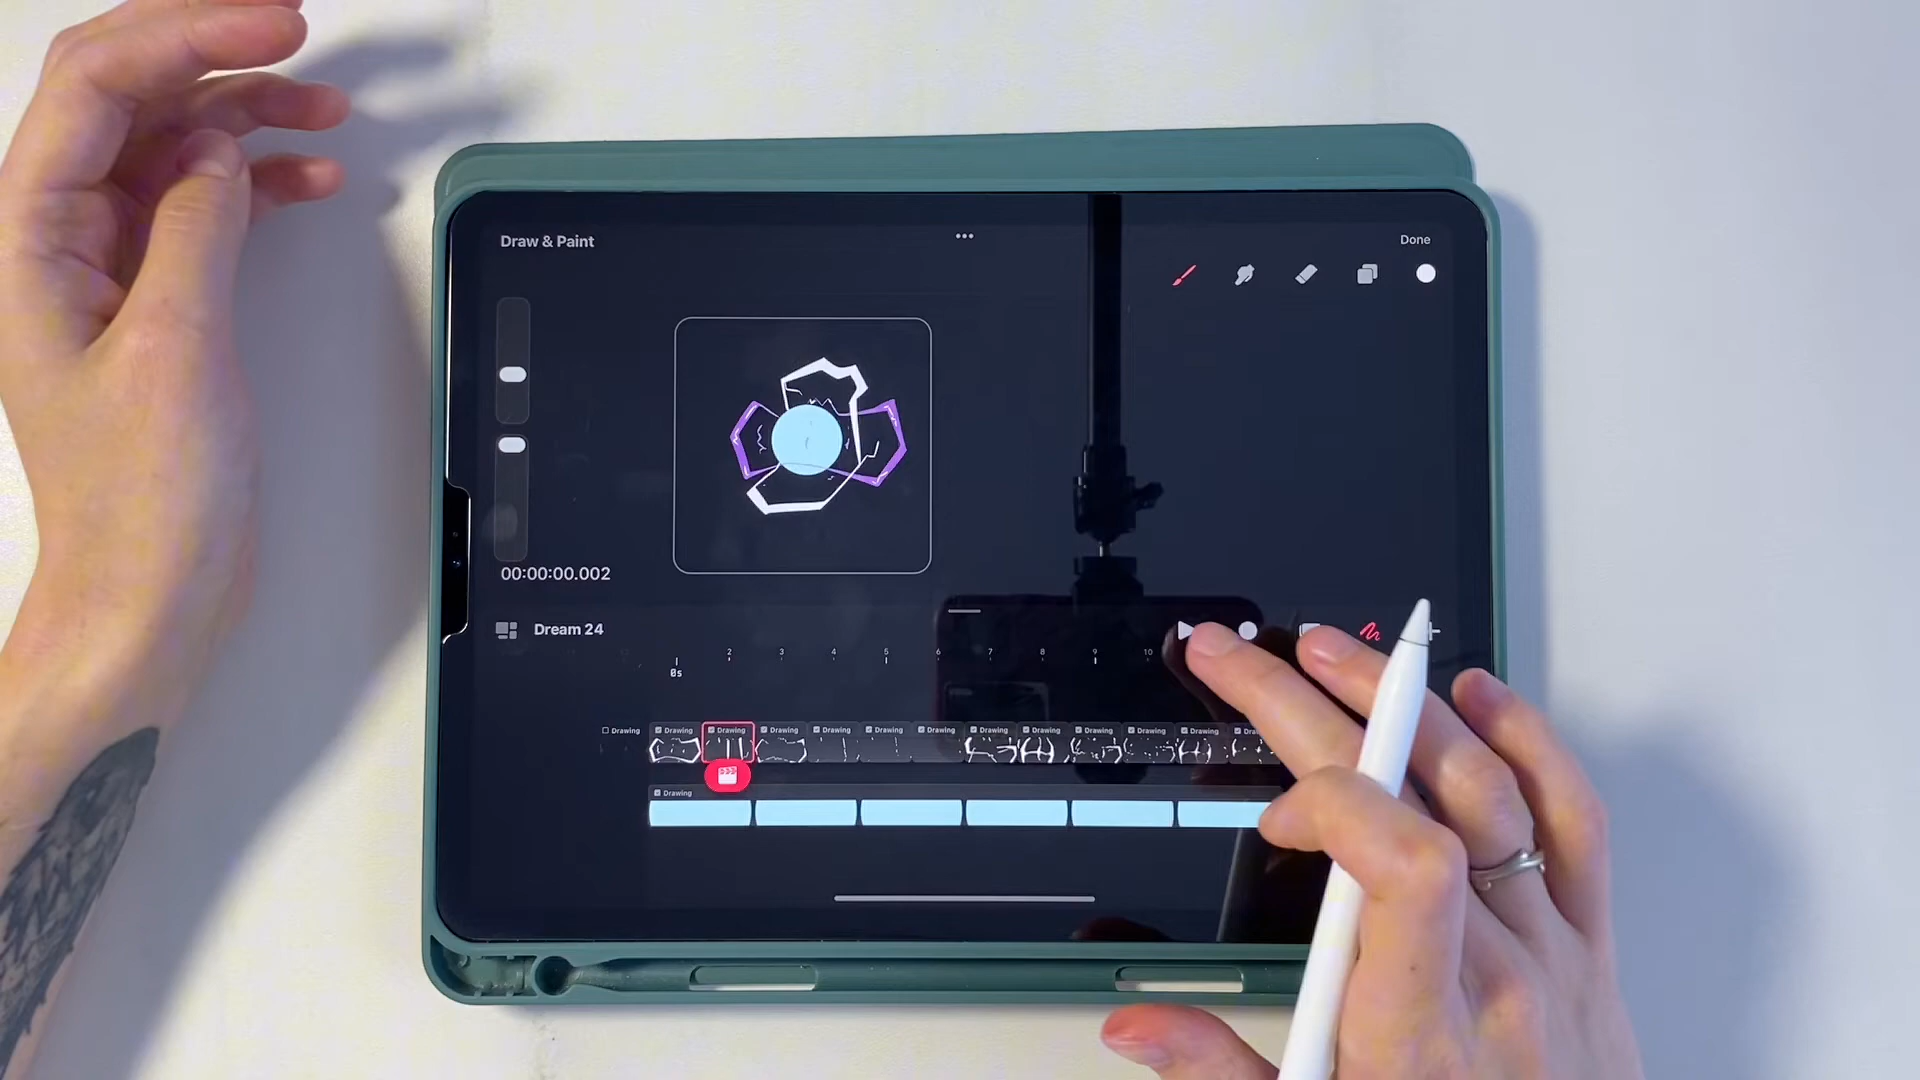 Draw & Paint
Done
00:00:00.002
Dream 24
2 3 4 5 6 7 8 9 10
0s
Drawing Drawing Drawing Drawing Drawing Drawing Drawing Drawing Drawing Drawing Drawing Drawing
Drawing